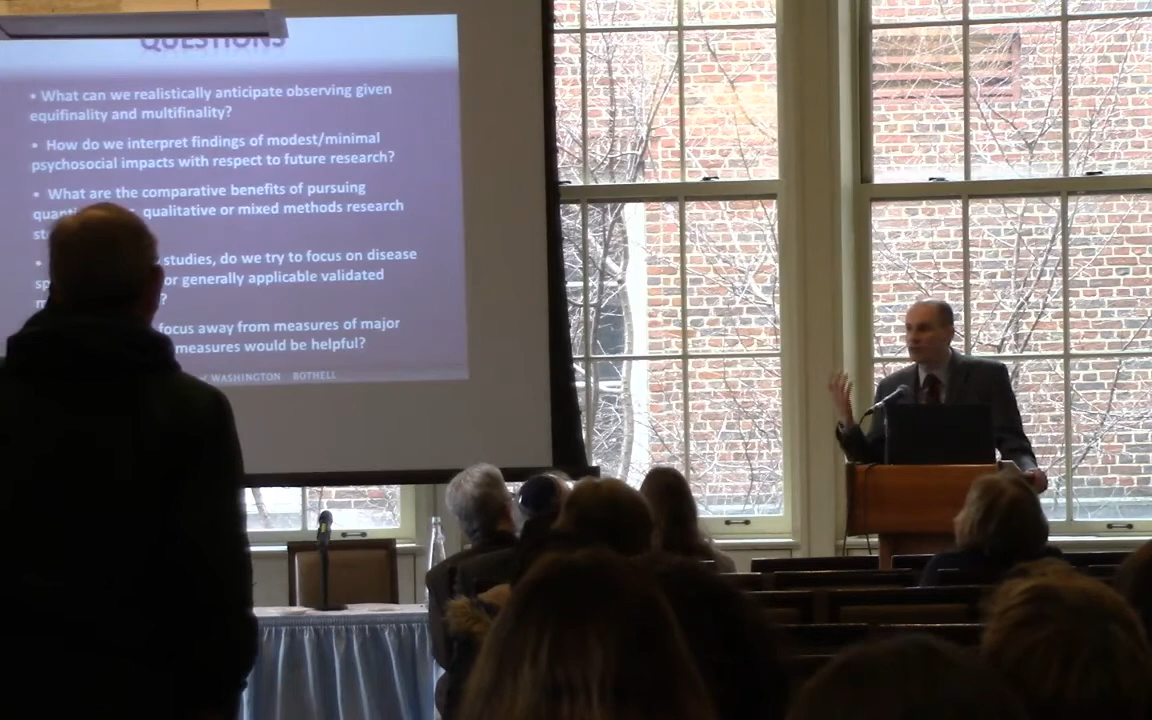 QUESTIONS
• What can we realistically anticipate observing given
equifinality and multifinality?
• How do we interpret findings of modest/minimal
psychosocial impacts with respect to future research?
• What are the comparative benefits of pursuing
qualitative or mixed methods research
studies, do we try to focus on disease
or generally applicable validated
?
focus away from measures of major
measures would be helpful?
WASHINGTON BOTHELL